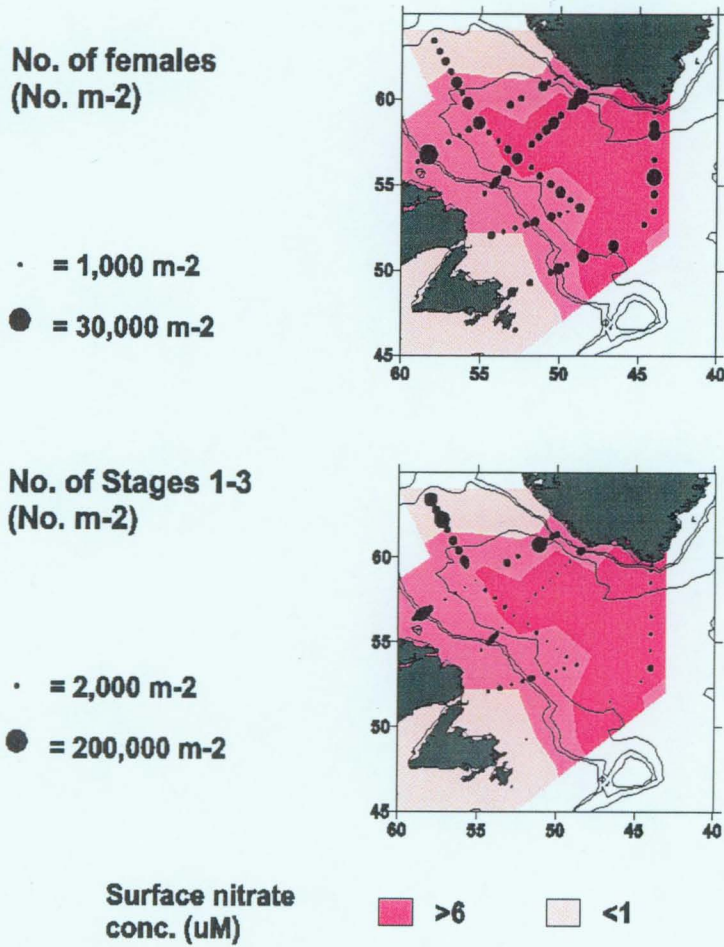 No. of females
(No. m-2)
60
55
50
45
60
55
50
45
40
= 1,000 m-2
= 30,000 m-2
No. of Stages 1-3
(No. m-2)
60
55
50
45
60
55
50
45
40
= 2,000 m-2
= 200,000 m-2
Surface nitrate
conc. (uM)
>6
<1